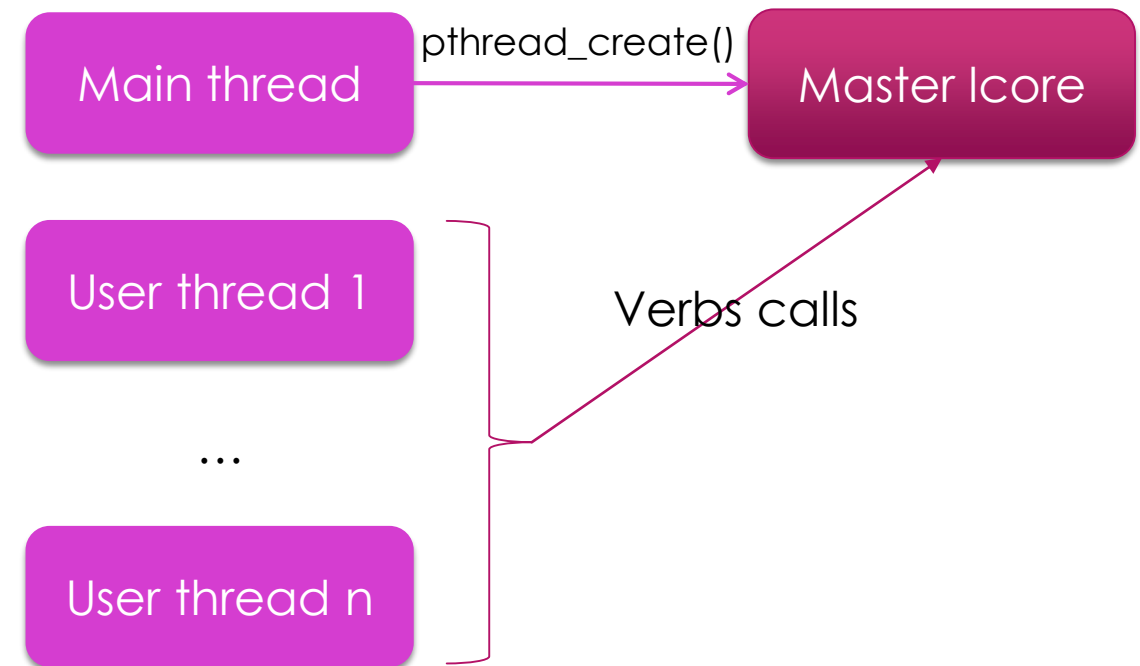 Main thread
pthread_create()
Master lcore
User thread 1
Verbs calls
...
User thread n